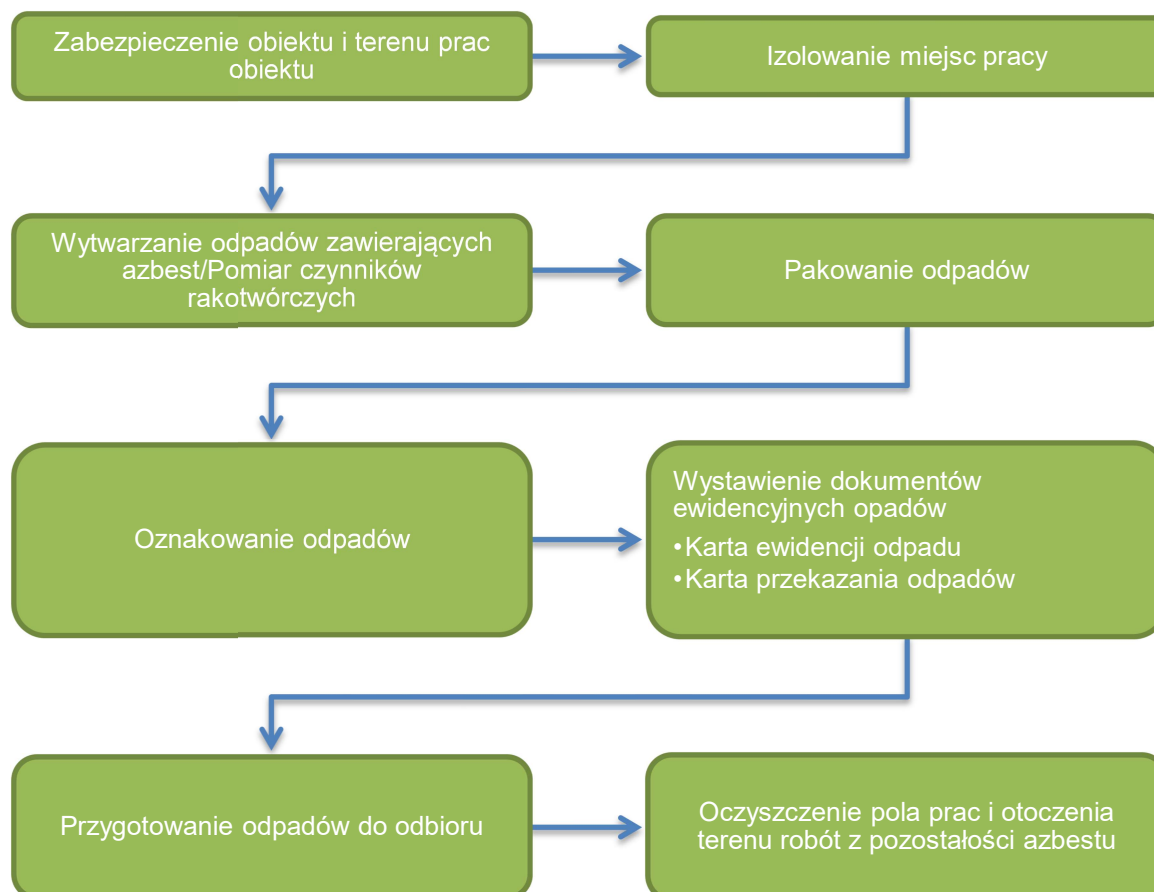 Zabezpieczenie obiektu i terenu prac
obiektu
Izolowanie miejsc pracy
Wytwarzanie odpadów zawierających
azbest/Pomiar czynników
rakotwórczych
Pakowanie odpadów
Oznakowanie odpadów
Wystawienie dokumentów
ewidencyjnych opadów
•Karta ewidencji odpadu
•Karta przekazania odpadów
Przygotowanie odpadów do odbioru
Oczyszczenie pola prac i otoczenia
terenu robót z pozostałości azbestu